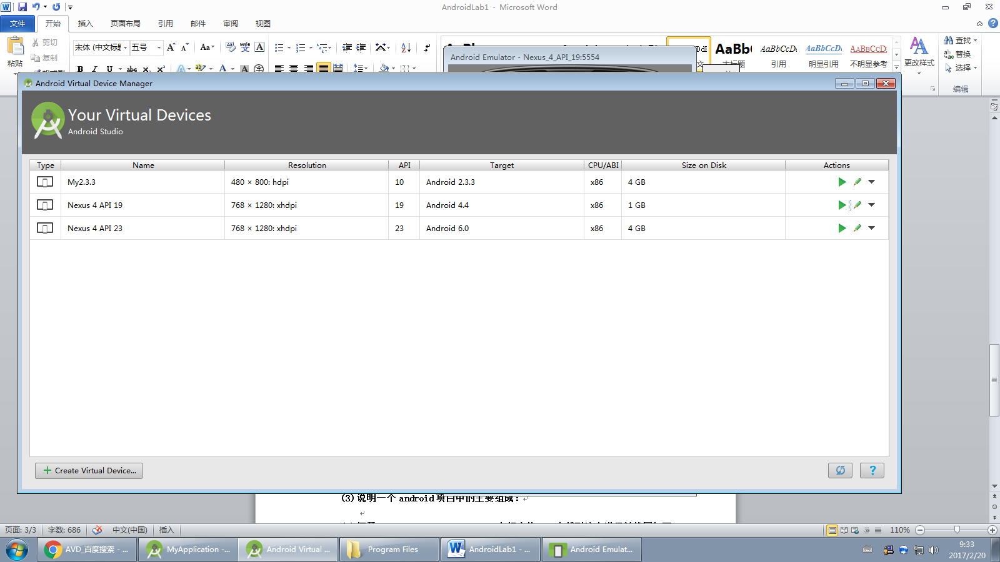 AndroidLab1 - Microsoft Word
文件 开始 插入 页面布局 引用 邮件 审阅 视图
粘贴 剪切 复制
宋体 (中文标 五号
AaBb( AaBbCcD AaBbCcD AaBbCcD
引用 明显引用 不明显参考
更改样式
查找
替换
选择
编辑
Android Emulator - Nexus_4_API_19:5554
Android Virtual Device Manager
Your Virtual Devices
Android Studio
Type Name Resolution API Target CPU/ABI Size on Disk Actions
My2.3.3 480 × 800: hdpi 10 Android 2.3.3 x86 4 GB
Nexus 4 API 19 768 × 1280: xhdpi 19 Android 4.4 x86 1 GB
Nexus 4 API 23 768 × 1280: xhdpi 23 Android 6.0 x86 4 GB
Create Virtual Device...
(3) 说明一个 android 项目中的主要组成：
页面: 3/3 字数: 686 中文(中国) 插入 110%
AVD_百度搜索 - ... MyApplication -... Android Virtual ... Program Files AndroidLab1 - ... Android Emulat...
9:33
2017/2/20